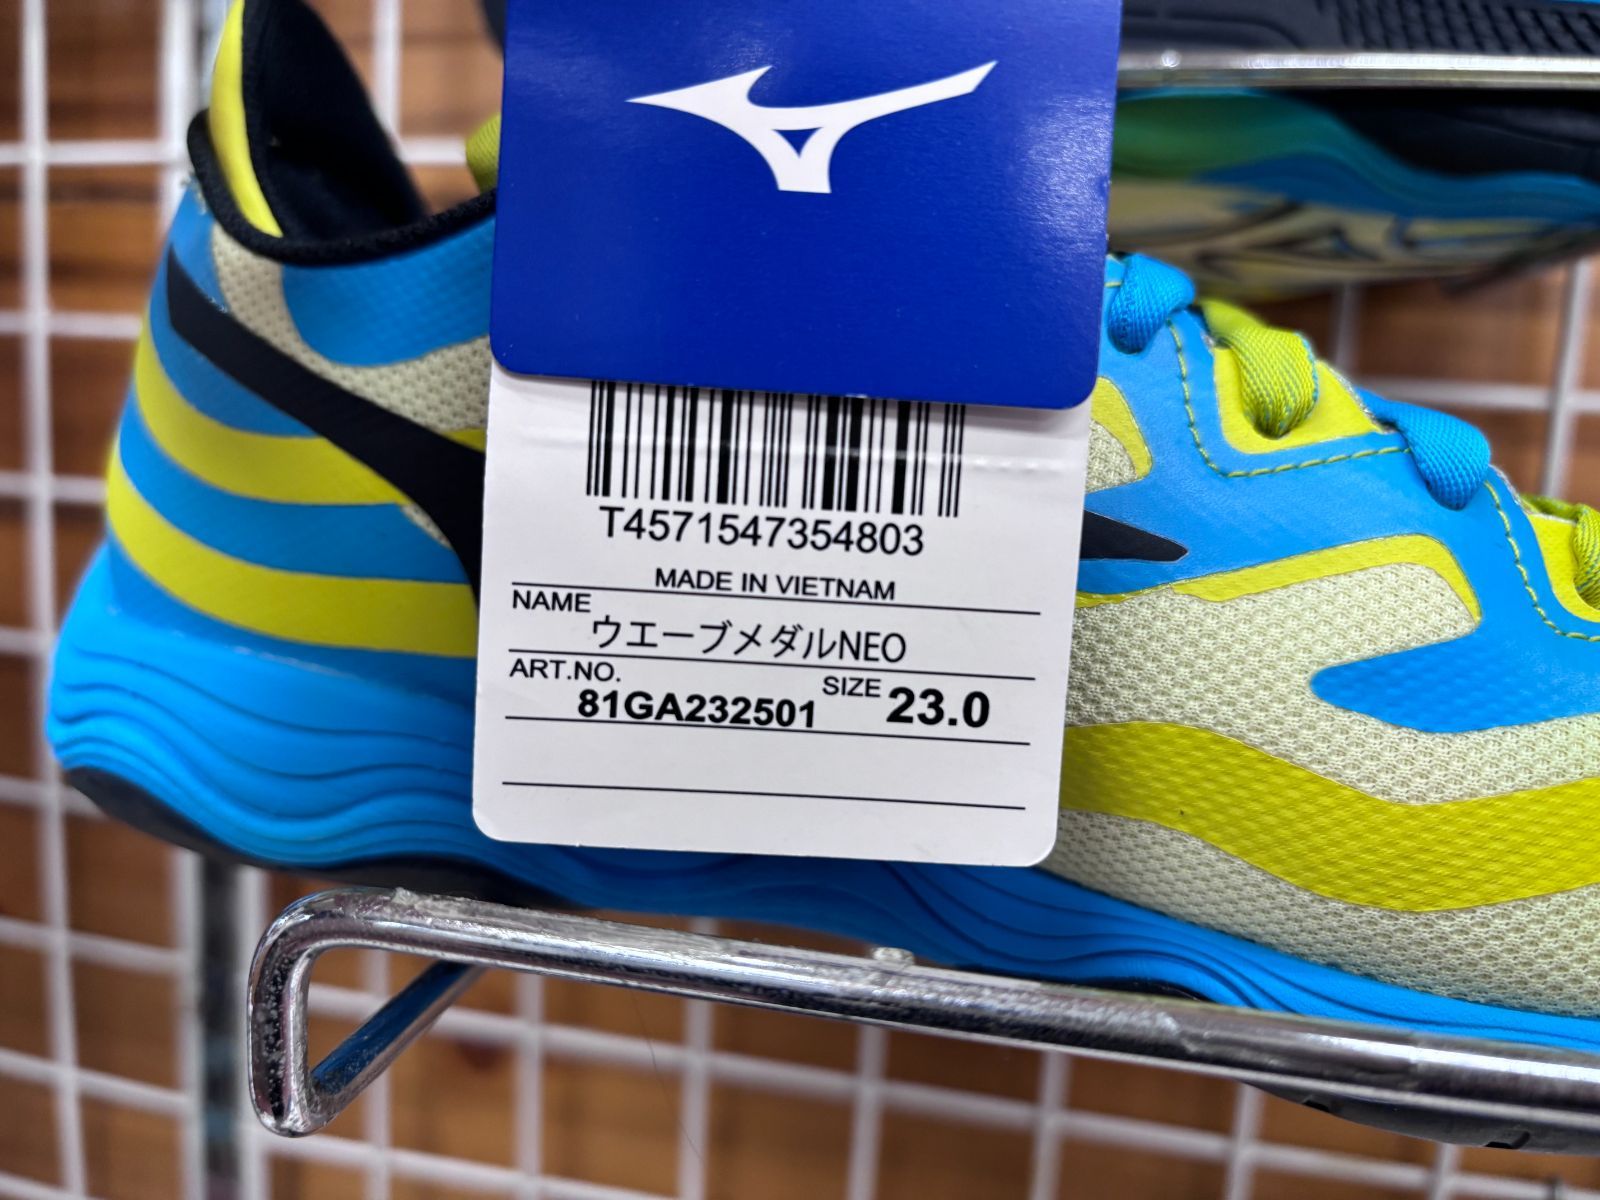 T4571547354803
MADE IN VIETNAM
NAME
ウエーブメダルNEO
ART.NO.
81GA232501
SIZE
23.0